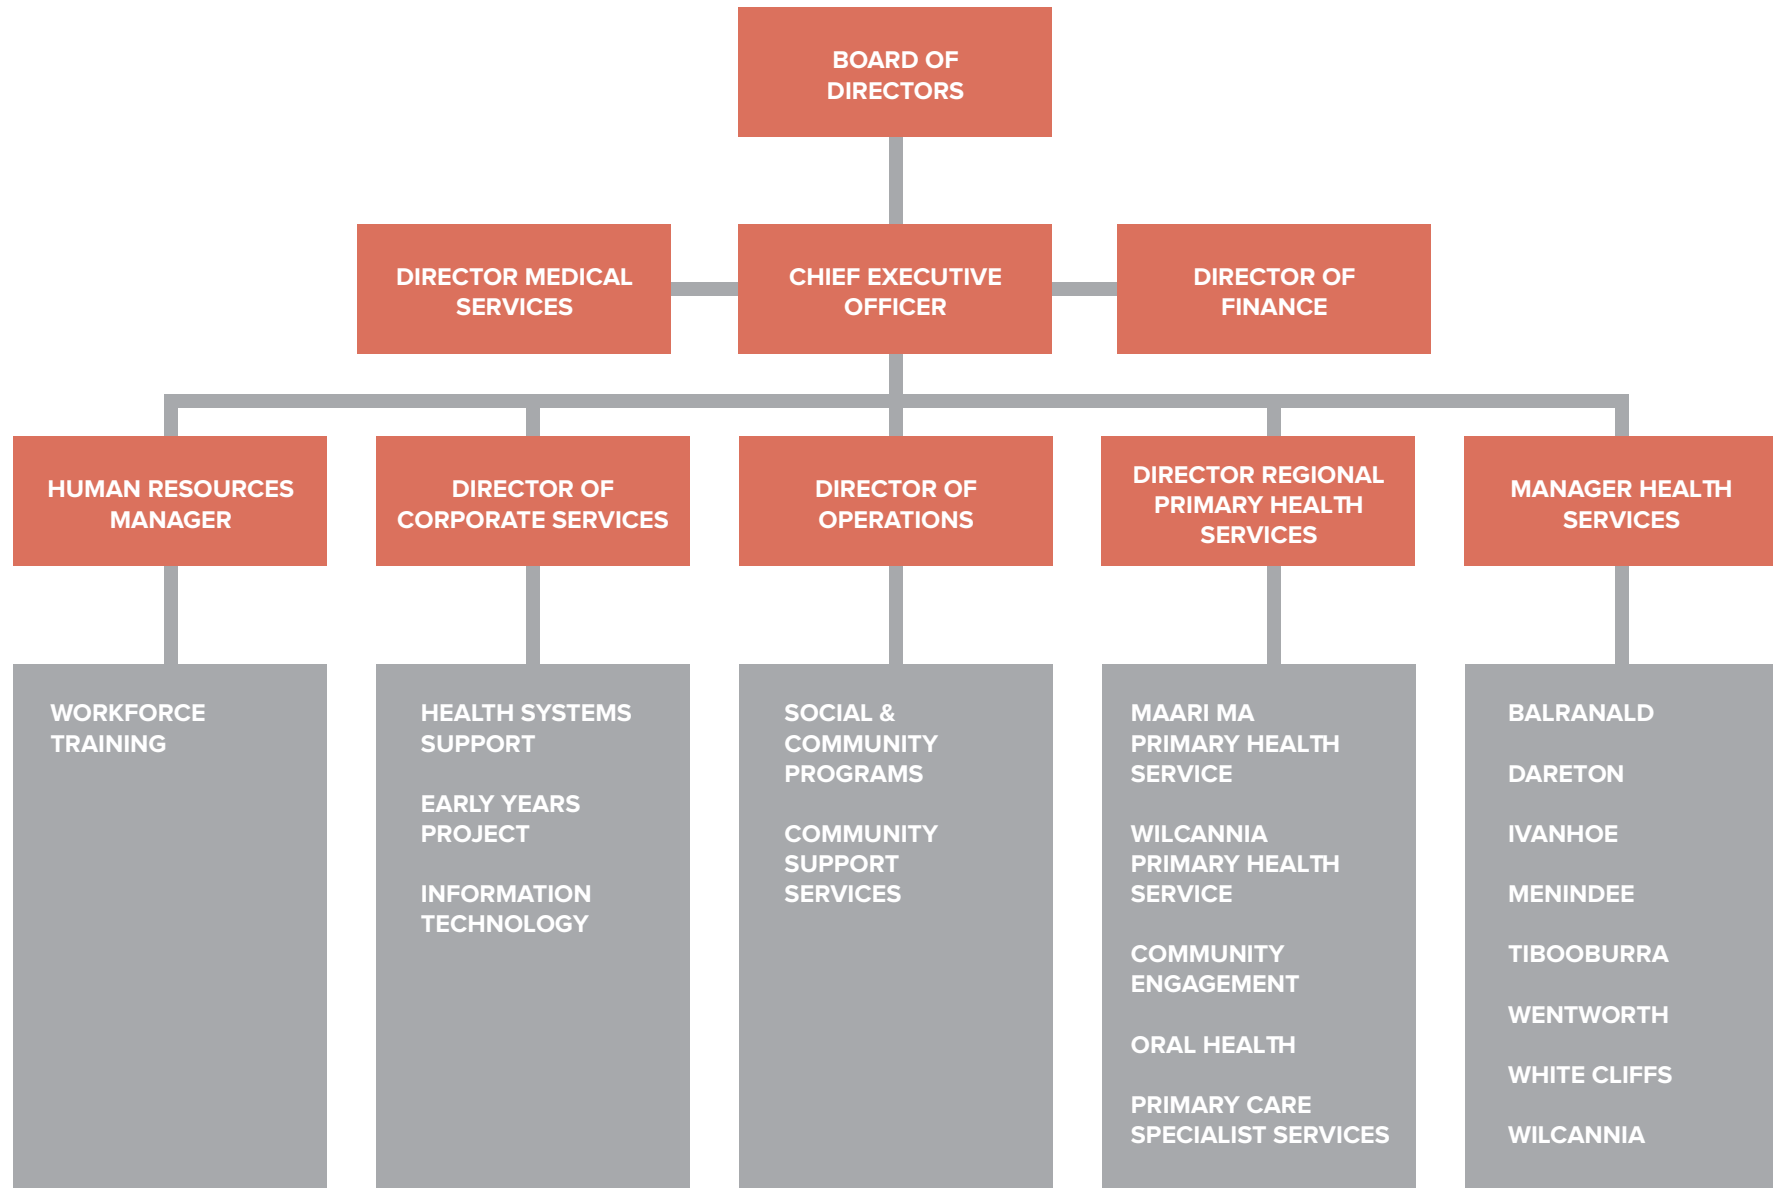 BOARD OF
DIRECTORS
DIRECTOR MEDICAL
SERVICES
CHIEF EXECUTIVE
OFFICER
DIRECTOR OF
FINANCE
HUMAN RESOURCES
MANAGER
DIRECTOR OF
CORPORATE SERVICES
DIRECTOR OF
OPERATIONS
DIRECTOR REGIONAL
PRIMARY HEALTH
SERVICES
MANAGER HEALTH
SERVICES
WORKFORCE
TRAINING
HEALTH SYSTEMS
SUPPORT
EARLY YEARS
PROJECT
INFORMATION
TECHNOLOGY
SOCIAL &
COMMUNITY
PROGRAMS
COMMUNITY
SUPPORT
SERVICES
MAARI MA
PRIMARY HEALTH
SERVICE
WILCANNIA
PRIMARY HEALTH
SERVICE
COMMUNITY
ENGAGEMENT
ORAL HEALTH
PRIMARY CARE
SPECIALIST SERVICES
BALRANALD
DARETON
IVANHOE
MENINDEE
TIBOOBURRA
WENTWORTH
WHITE CLIFFS
WILCANNIA